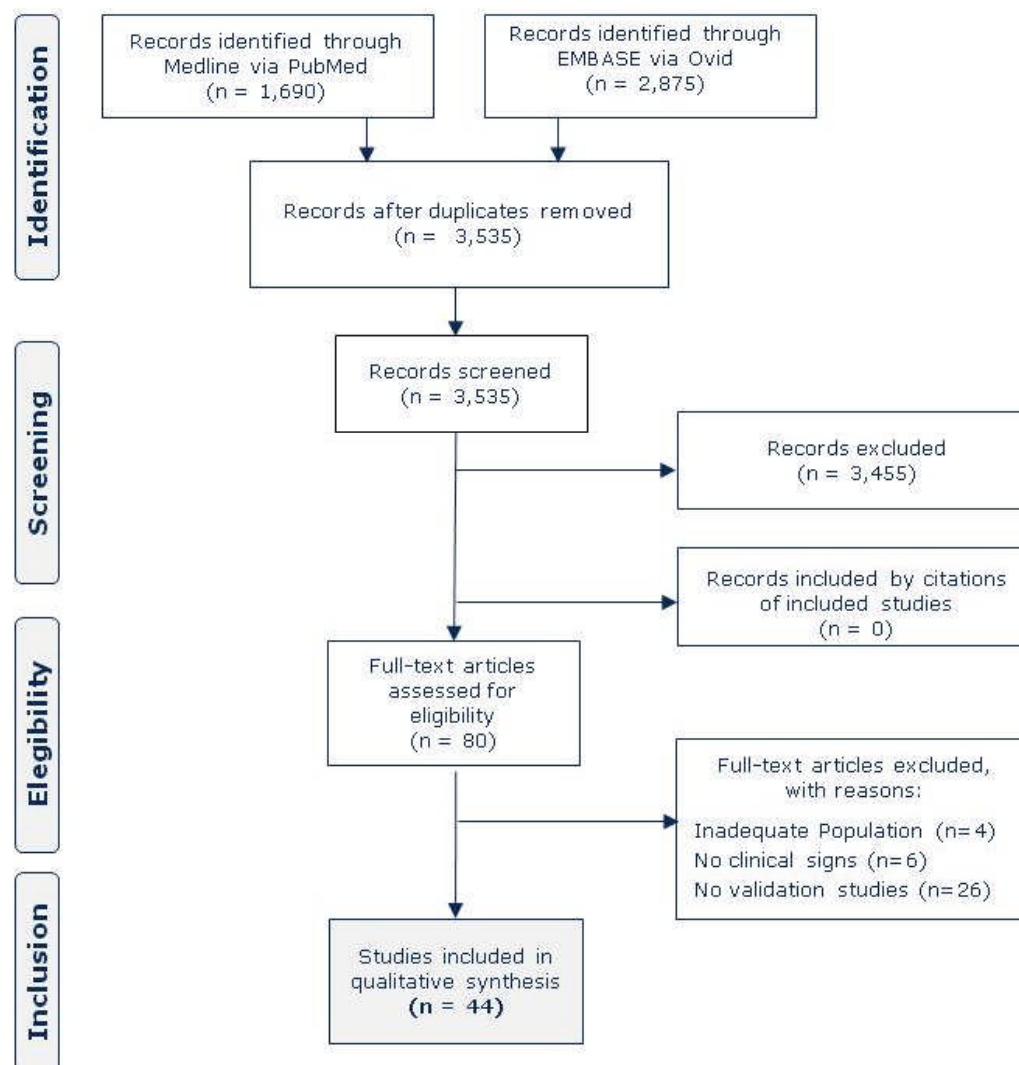 Identification
Records identified through
Medline via PubMed
(n = 1,690)
Records identified through
EMBASE via Ovid
(n = 2,875)
Records after duplicates removed
(n = 3,535)
Screening
Records screened
(n = 3,535)
Records excluded
(n = 3,455)
Records included by citations
of included studies
(n = 0)
Elegibility
Full-text articles
assessed for
eligibility
(n = 80)
Full-text articles excluded,
with reasons:
Inadequate Population (n=4)
No clinical signs (n=6)
No validation studies (n=26)
Inclusion
Studies included in
qualitative synthesis
(n = 44)